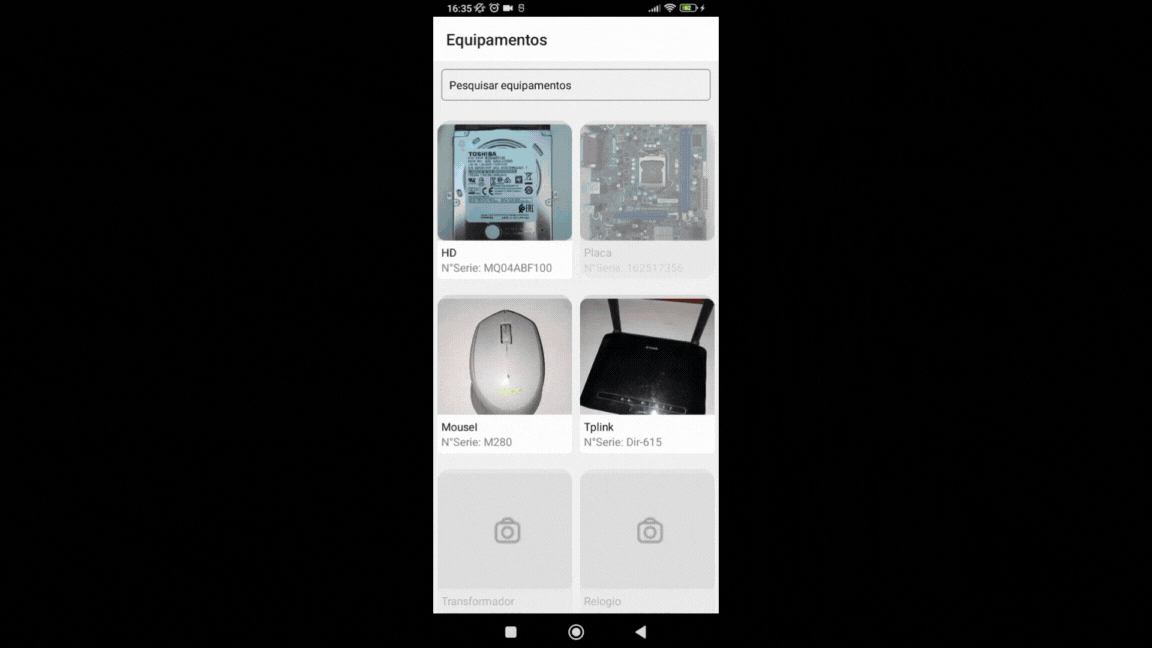 16:35
Equipamentos
Pesquisar equipamentos
TOSHIBA
HD
N°Serie: MQ04ABF100
Placa
N°Serie: 162517356
Mousel
N°Serie: M280
Tplink
N°Serie: Dir-615
Transformador
Relogio